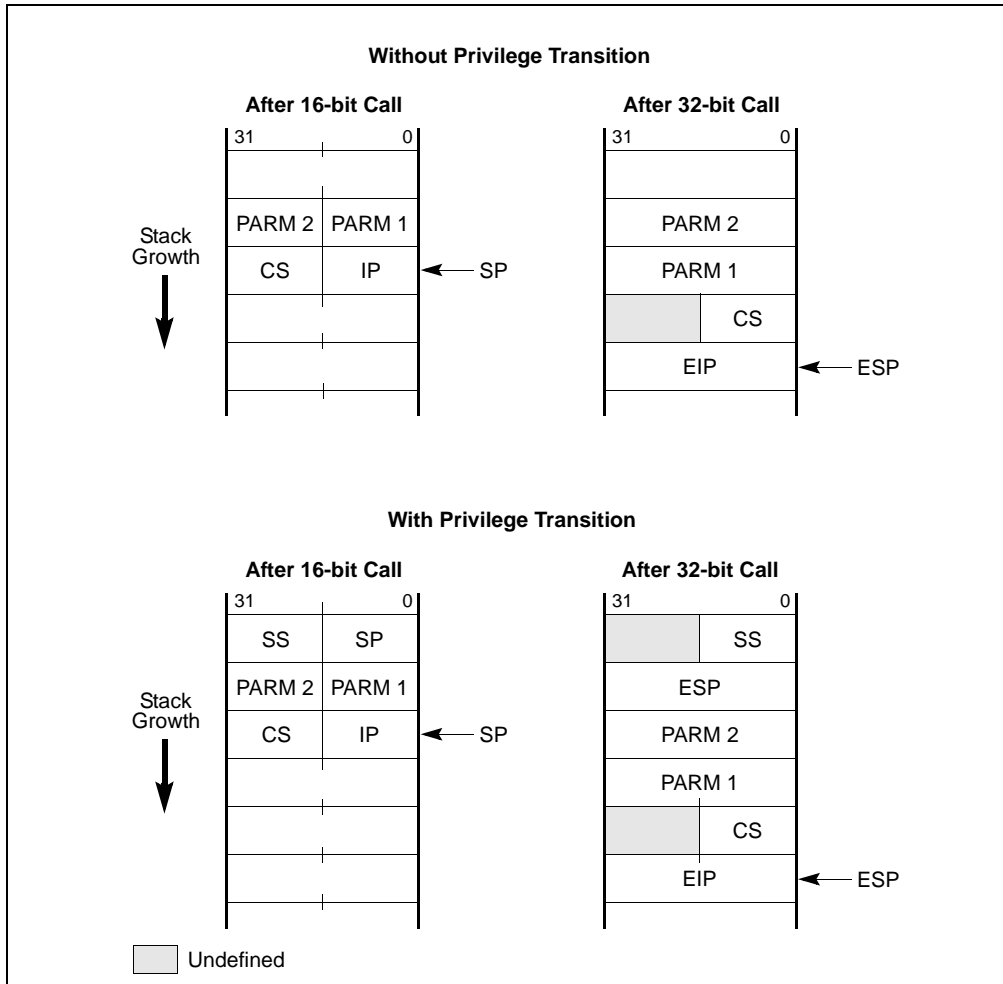 Without Privilege Transition
After 16-bit Call
After 32-bit Call
31 0
31 0
PARM 2 PARM 1
PARM 2
Stack
Growth
CS IP
SP
PARM 1
CS
EIP
ESP
With Privilege Transition
After 16-bit Call
After 32-bit Call
31 0
31 0
SS SP
SS
PARM 2 PARM 1
ESP
Stack
Growth
CS IP
SP
PARM 2
PARM 1
CS
EIP
ESP
Undefined